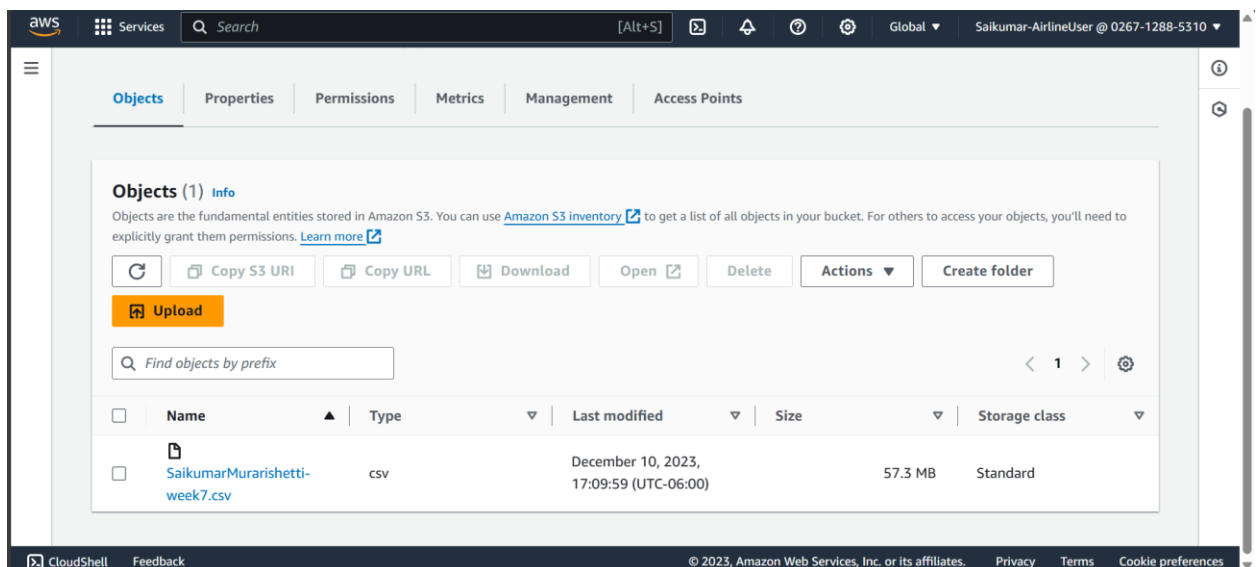 aws Services Search [Alt+S] Global Saikumar-AirlineUser @ 0267-1288-5310
Objects Properties Permissions Metrics Management Access Points
Objects (1) Info
Objects are the fundamental entities stored in Amazon S3. You can use Amazon S3 inventory to get a list of all objects in your bucket. For others to access your objects, you'll need to
explicitly grant them permissions. Learn more
Copy S3 URI Copy URL Download Open Delete Actions Create folder
Upload
Find objects by prefix 1
Name Type Last modified Size Storage class
SaikumarMurarishetti-
week7.csv
csv
December 10, 2023,
17:09:59 (UTC-06:00)
57.3 MB
Standard
CloudShell Feedback © 2023, Amazon Web Services, Inc. or its affiliates. Privacy Terms Cookie preferences